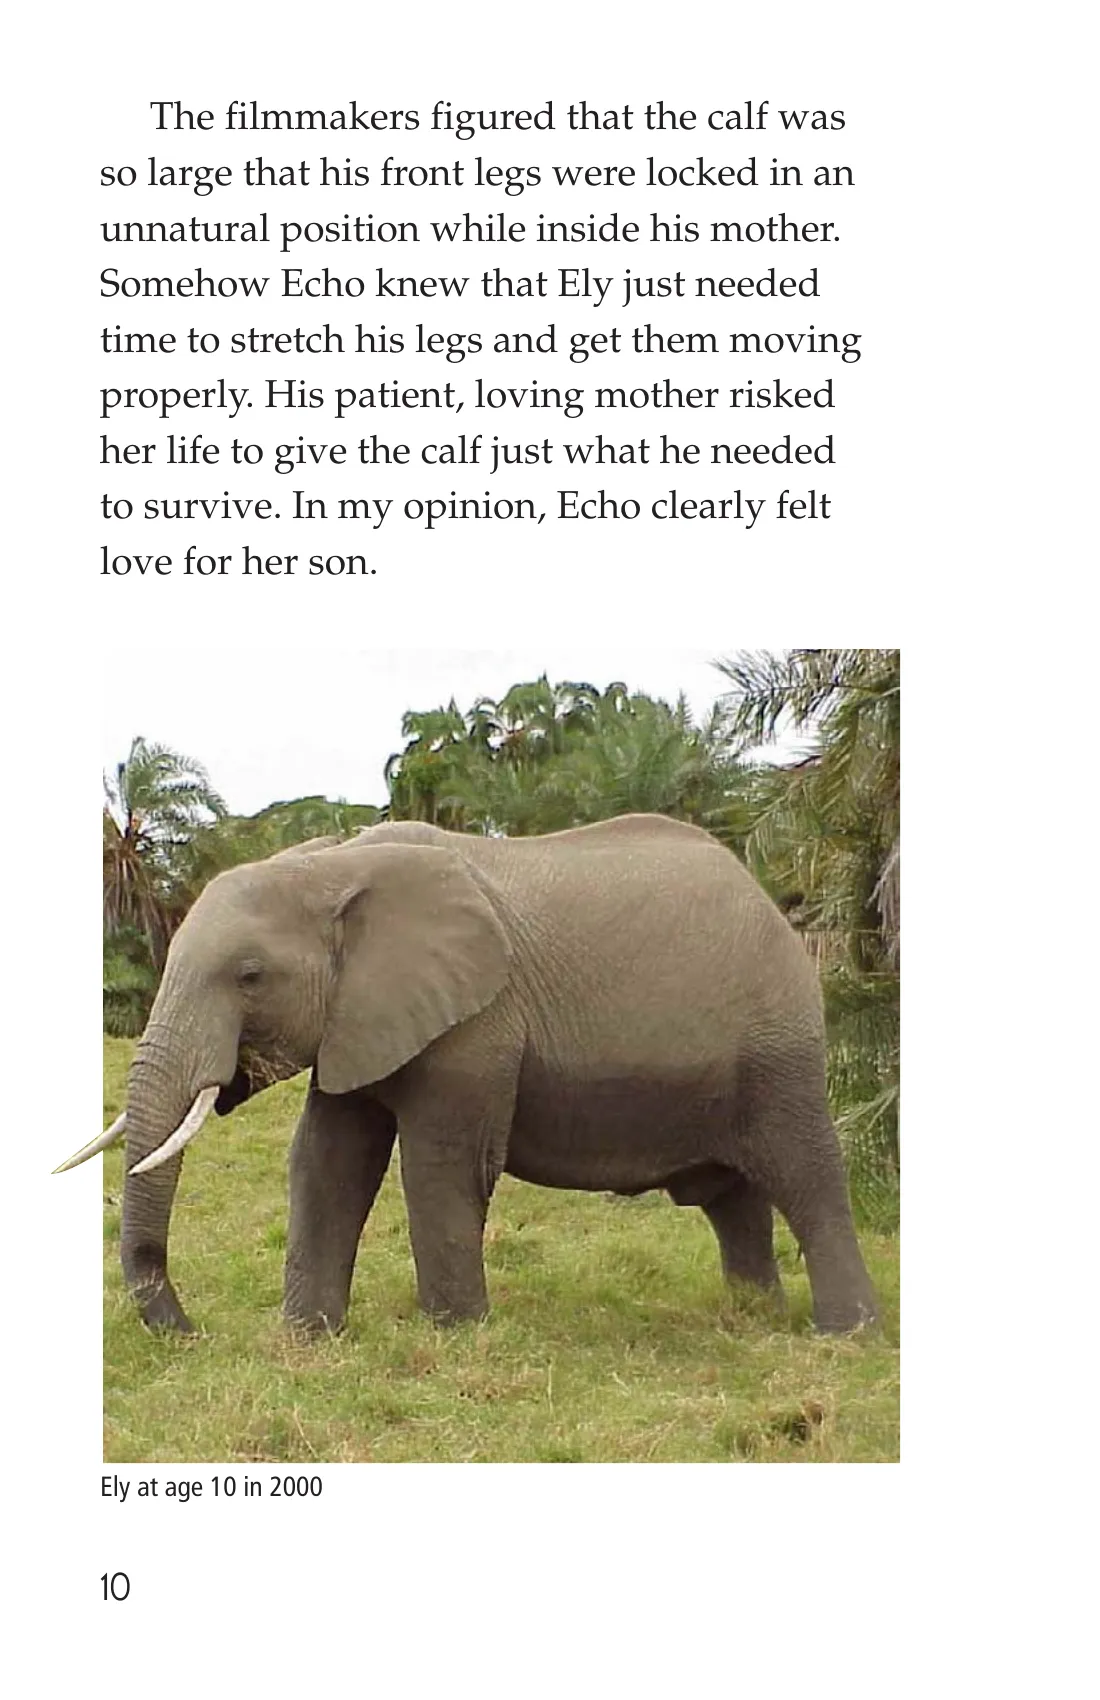 The filmmakers figured that the calf was
so large that his front legs were locked in an
unnatural position while inside his mother.
Somehow Echo knew that Ely just needed
time to stretch his legs and get them moving
properly. His patient, loving mother risked
her life to give the calf just what he needed
to survive. In my opinion, Echo clearly felt
love for her son.
Ely at age 10 in 2000
10